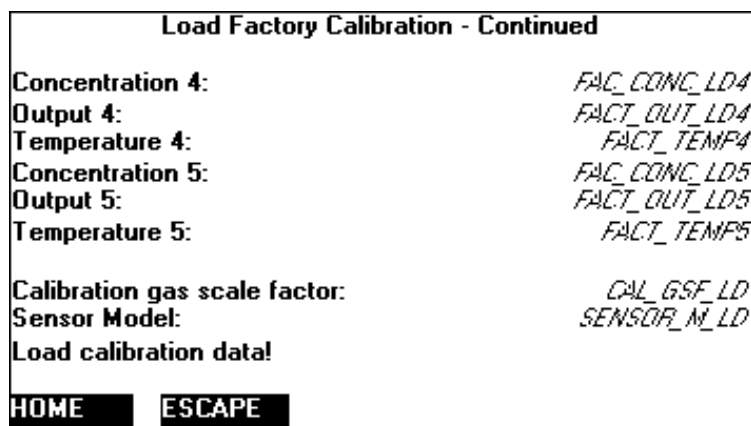 Load Factory Calibration - Continued
Concentration 4: FAC_CONC_LD4
Output 4: FACT_OUT_LD4
Temperature 4: FACT_TEMP4
Concentration 5: FAC_CONC_LD5
Output 5: FACT_OUT_LD5
Temperature 5: FACT_TEMP5
Calibration gas scale factor: CAL_GSF_LD
Sensor Model: SENSOR_M_LD
Load calibration data!
HOME ESCAPE